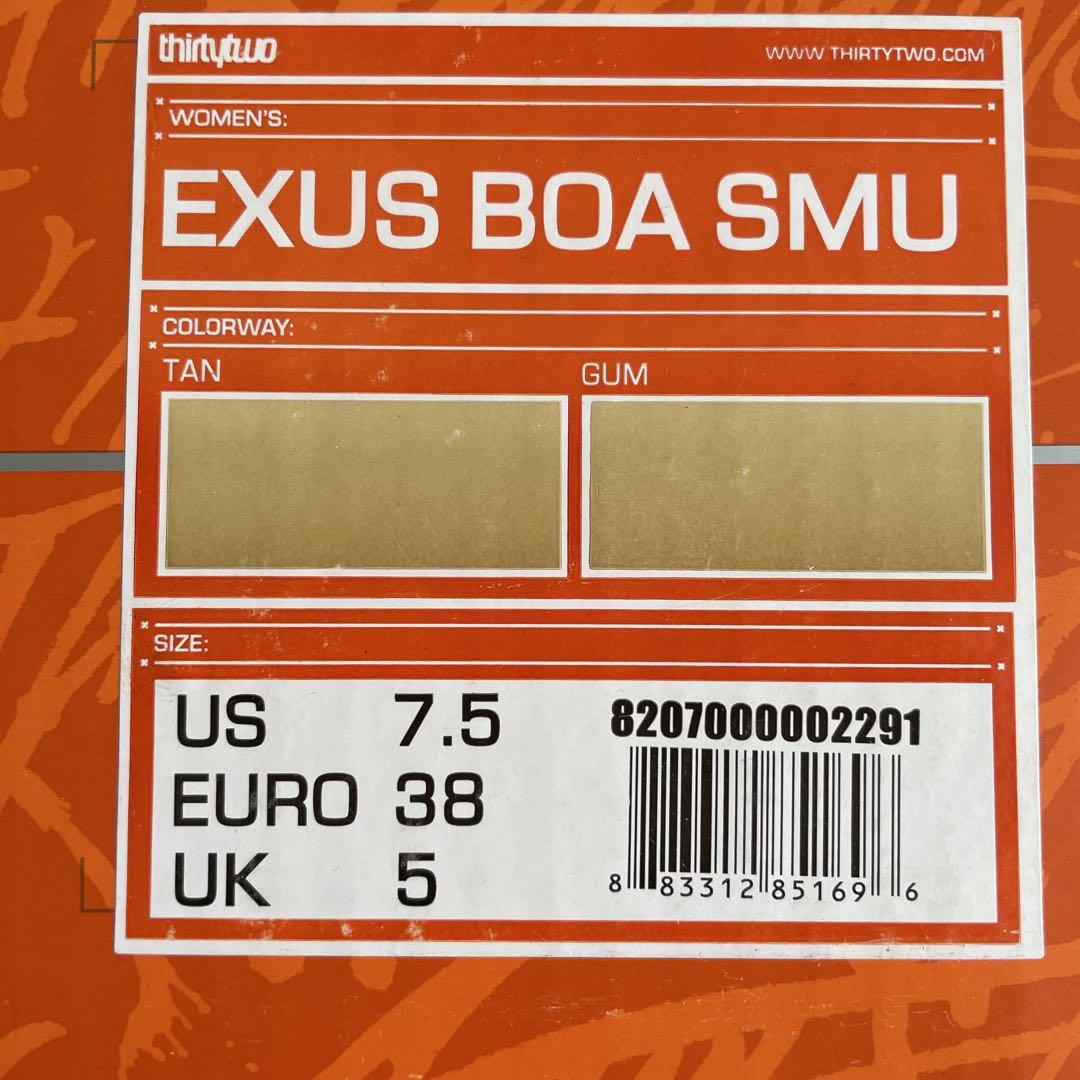 thirtytwo WWW THIRTYTWO.COM
WOMEN'S:
EXUS BOA SMU
COLORWAY:
TAN GUM
SIZE:
US 7.5
EURO 38
UK 5
8207000002291
8 83312 85169 6